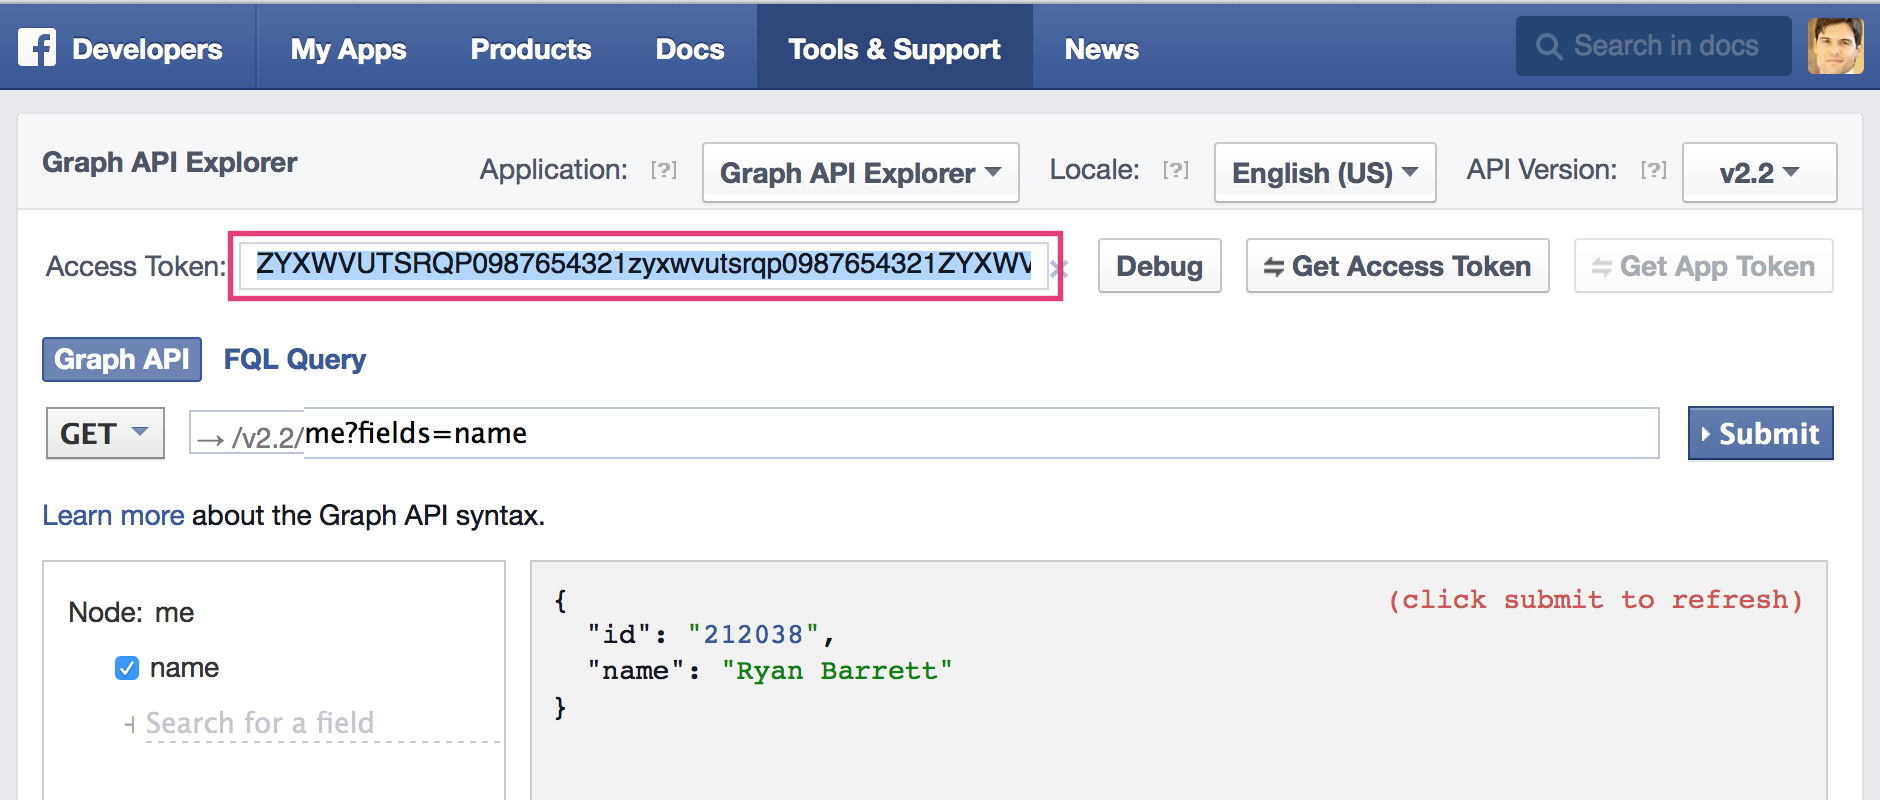 Developers My Apps Products Docs Tools & Support News Search in docs
Graph API Explorer Application: [?] Graph API Explorer Locale: [?] English (US) API Version: [?] v2.2
Access Token: ZYXWVUTSRQP0987654321zyxwvutsrqp0987654321ZYXWV Debug Get Access Token Get App Token
Graph API FQL Query
GET → /v2.2/me?fields=name Submit
Learn more about the Graph API syntax.
Node: me
name
Search for a field
{ (click submit to refresh)
"id": "212038",
"name": "Ryan Barrett"
}